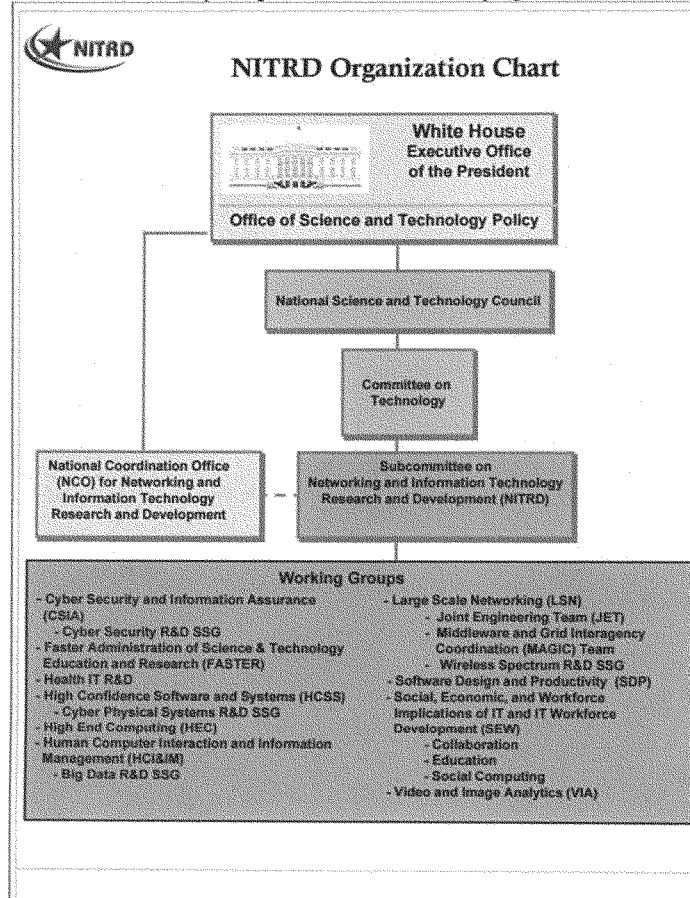 NITRD
NITRD Organization Chart
White House
Executive Office
of the President
Office of Science and Technology Policy
National Science and Technology Council
Committee on
Technology
National Coordination Office
(NCO) for Networking and
Information Technology
Research and Development
Subcommittee on
Networking and Information Technology
Research and Development (NITRD)
Working Groups
- Cyber Security and Information Assurance
(CSIA)
- Cyber Security R&D SSG
- Faster Administration of Science & Technology
Education and Research (FASTER)
- Health IT R&D
- High Confidence Software and Systems (HCSS)
- Cyber Physical Systems R&D SSG
- High End Computing (HEC)
- Human Computer Interaction and Information
Management (HCI&IM)
- Big Data R&D SSG
- Large Scale Networking (LSN)
- Joint Engineering Team (JET)
- Middleware and Grid Interagency
Coordination (MAGIC) Team
- Wireless Spectrum R&D SSG
- Software Design and Productivity (SDP)
- Social, Economic, and Workforce
Implications of IT and IT Workforce
Development (SEW)
- Collaboration
- Education
- Social Computing
- Video and Image Analytics (VIA)